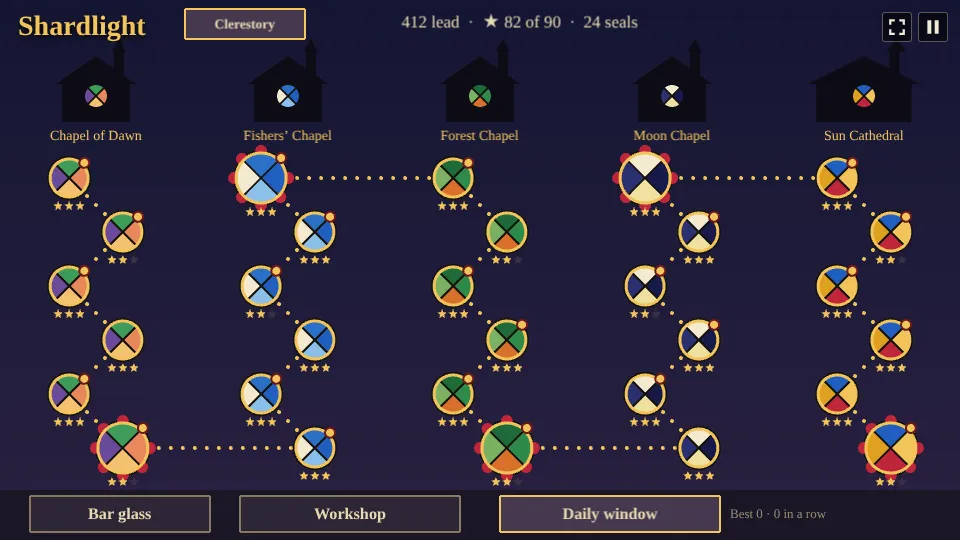 Shardlight
Clerestory
412 lead · ★ 82 of 90 · 24 seals
Chapel of Dawn
Fishers’ Chapel
Forest Chapel
Moon Chapel
Sun Cathedral
Bar glass
Workshop
Daily window
Best 0 · 0 in a row